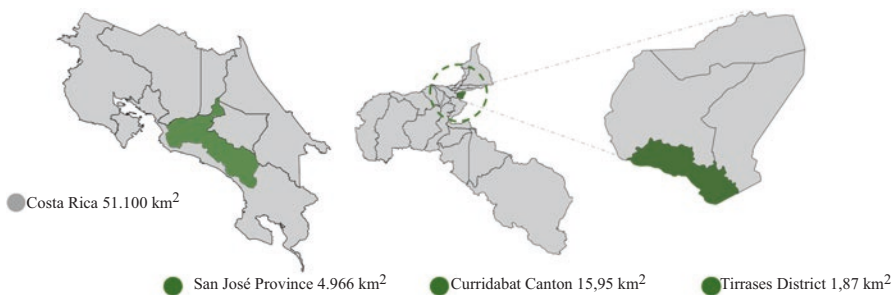 Costa Rica 51.100 km²
San José Province 4.966 km²
Curridabat Canton 15,95 km²
Tirrases District 1,87 km²